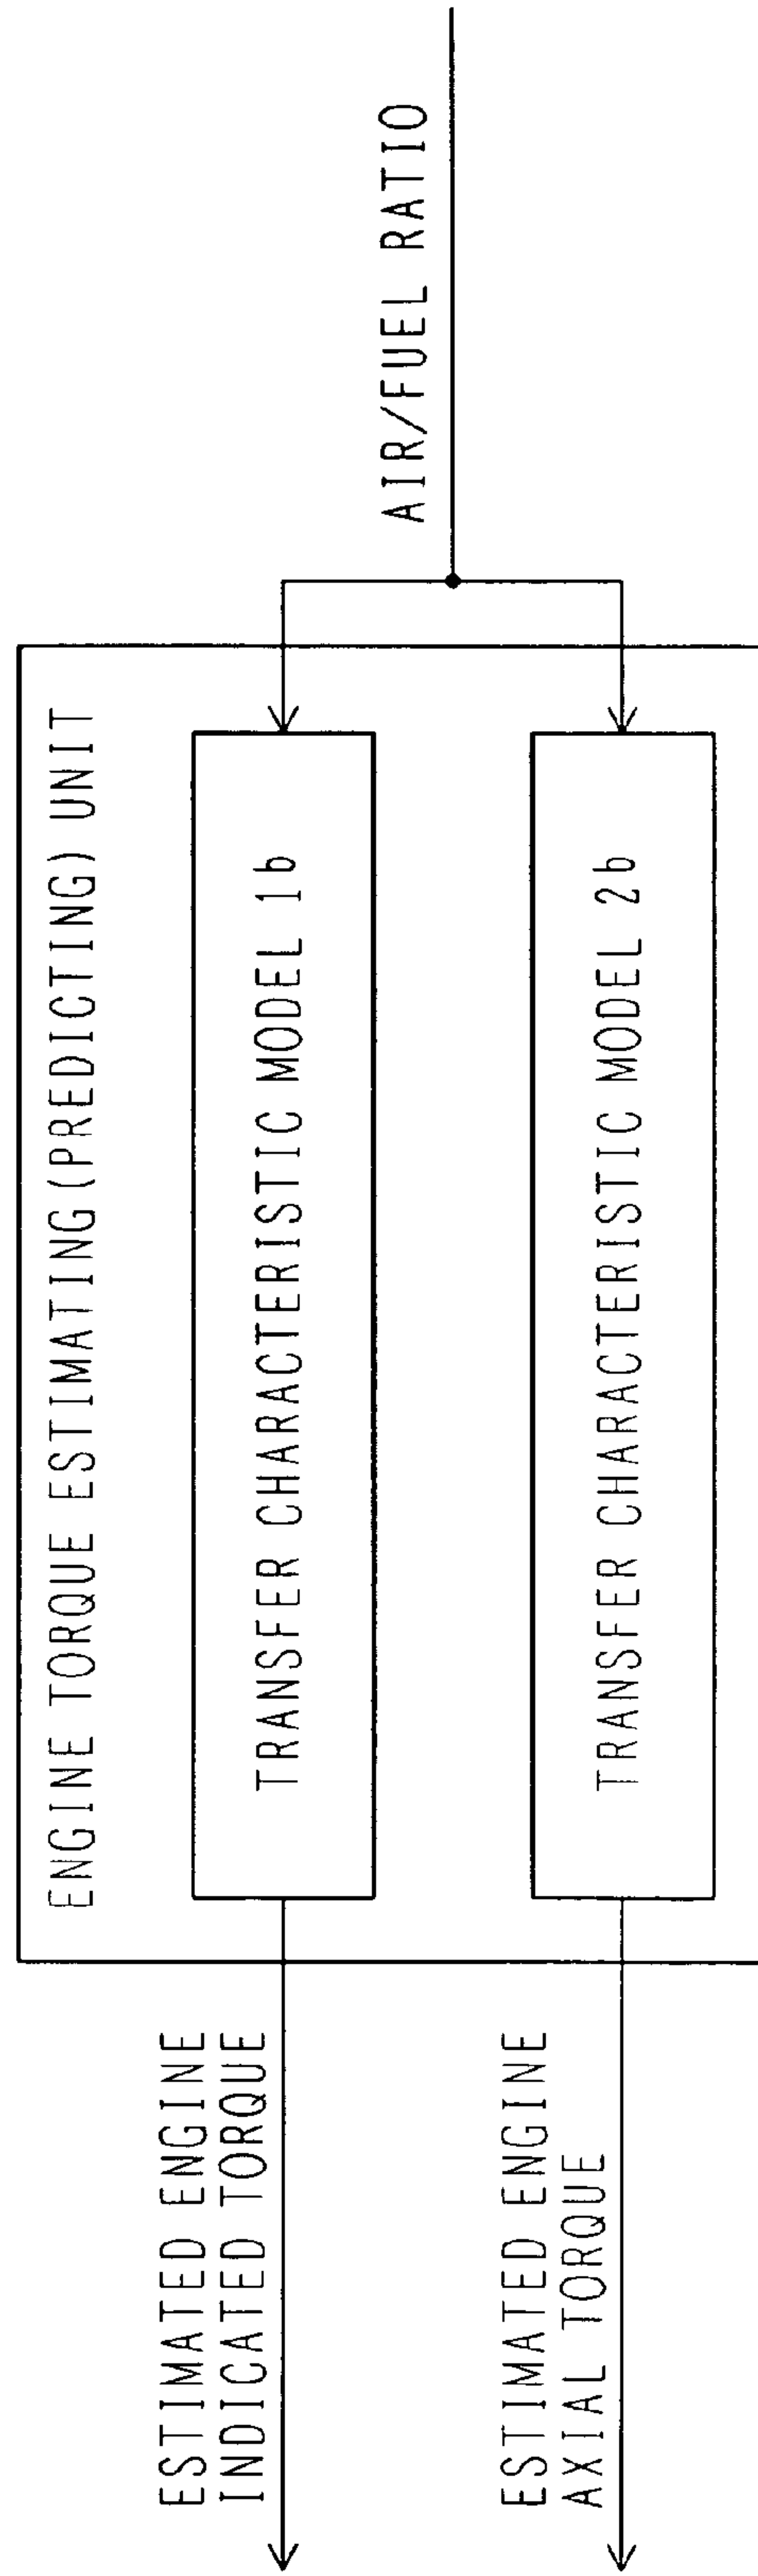 ENGINE TORQUE ESTIMATING(PREDICTING) UNIT
ESTIMATED ENGINE
INDICATED TORQUE
TRANSFER CHARACTERISTIC MODEL 1b
AIR/FUEL RATIO
ESTIMATED ENGINE
AXIAL TORQUE
TRANSFER CHARACTERISTIC MODEL 2b